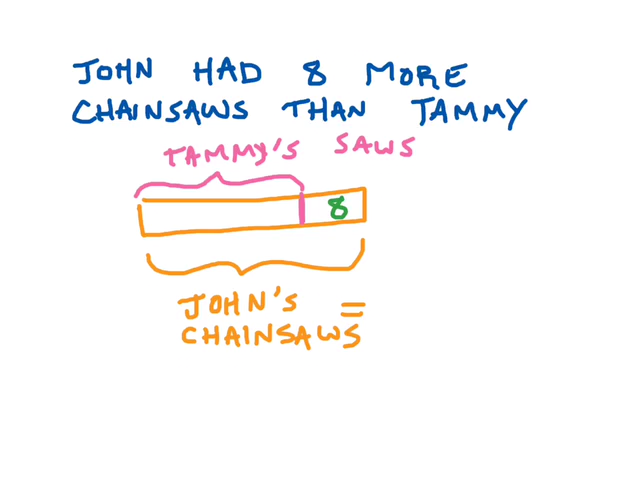 JOHN HAD 8 MORE
CHAINSAWS THAN TAMMY
TAMMY'S SAWS
8
JOHN'S =
CHAINSAWS